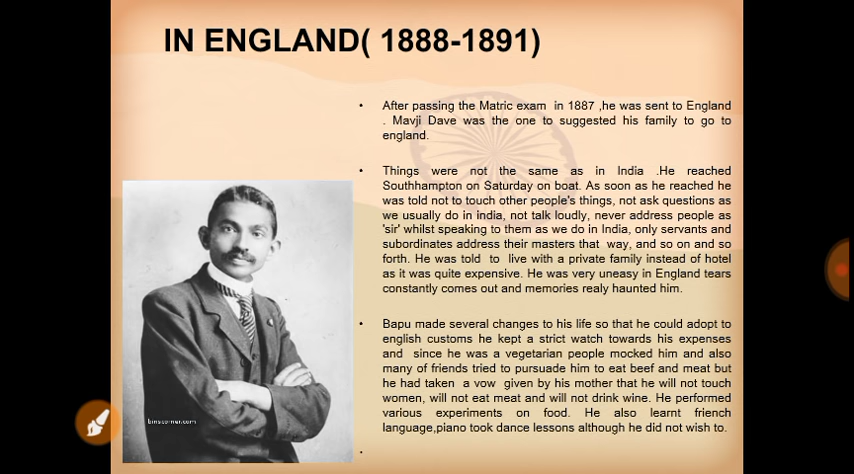 IN ENGLAND( 1888-1891)
• After passing the Matric exam in 1887 ,he was sent to England
. Mavji Dave was the one to suggested his family to go to
england.
• Things were not the same as in India .He reached
Southhampton on Saturday on boat. As soon as he reached he
was told not to touch other people's things, not ask questions as
we usually do in india, not talk loudly, never address people as
'sir' whilst speaking to them as we do in India, only servants and
subordinates address their masters that way, and so on and so
forth. He was told to live with a private family instead of hotel
as it was quite expensive. He was very uneasy in England tears
constantly comes out and memories realy haunted him.
• Bapu made several changes to his life so that he could adopt to
english customs he kept a strict watch towards his expenses
and since he was a vegetarian people mocked him and also
many of friends tried to pursuade him to eat beef and meat but
he had taken a vow given by his mother that he will not touch
women, will not eat meat and will not drink wine. He performed
various experiments on food. He also learnt friench
language,piano took dance lessons although he did not wish to.
•